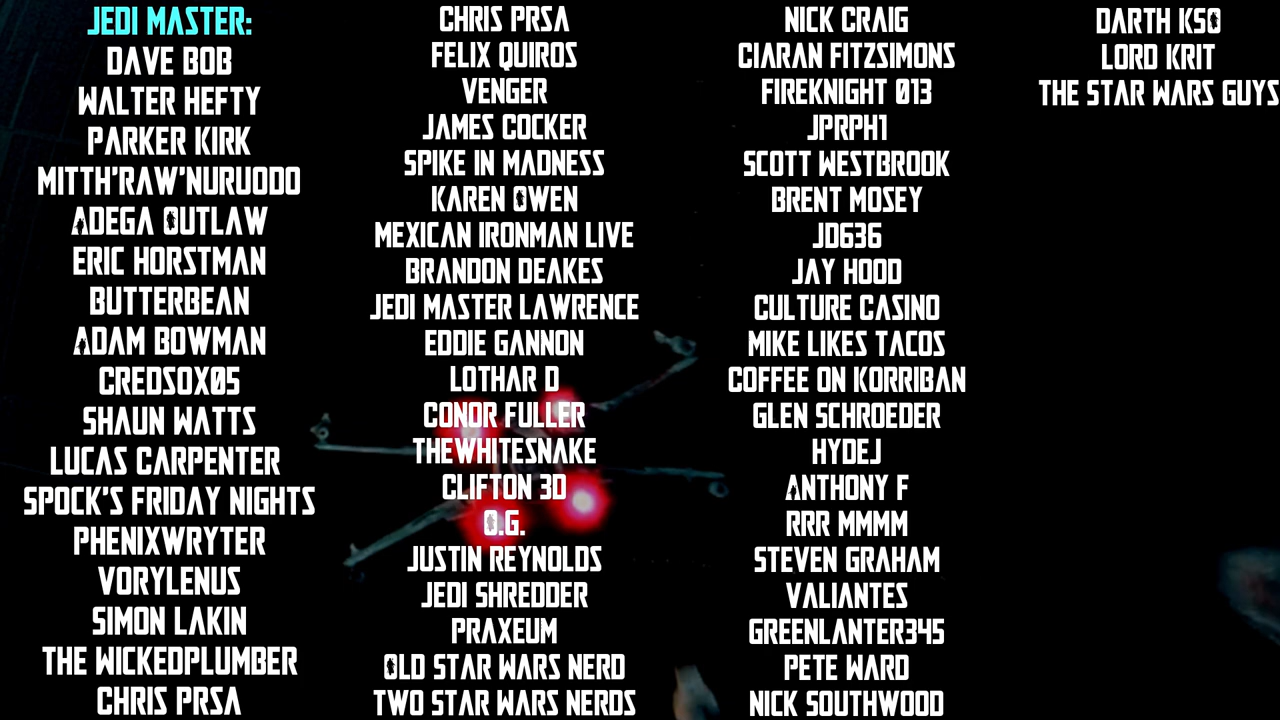 JEDI MASTER:
DAVE BOB
WALTER HEFTY
PARKER KIRK
MITTH'RAW'NURUODO
ADEGA OUTLAW
ERIC HORSTMAN
BUTTERBEAN
ADAM BOWMAN
CREDSOX05
SHAUN WATTS
LUCAS CARPENTER
SPOCK'S FRIDAY NIGHTS
PHENIXWRYTER
VORYLENUS
SIMON LAKIN
THE WICKEDPLUMBER
CHRIS PRSA
CHRIS PRSA
FELIX QUIROS
VENGER
JAMES COCKER
SPIKE IN MADNESS
KAREN OWEN
MEXICAN IRONMAN LIVE
BRANDON DEAKES
JEDI MASTER LAWRENCE
EDDIE GANNON
LOTHAR D
CONOR FULLER
THEWHITESNAKE
CLIFTON 3D
O.G.
JUSTIN REYNOLDS
JEDI SHREDDER
PRAXEUM
OLD STAR WARS NERD
TWO STAR WARS NERDS
NICK CRAIG
CIARAN FITZSIMONS
FIREKNIGHT 013
JPRPH1
SCOTT WESTBROOK
BRENT MOSEY
JD636
JAY HOOD
CULTURE CASINO
MIKE LIKES TACOS
COFFEE ON KORRIBAN
GLEN SCHROEDER
HYDEJ
ANTHONY F
RRR MMMM
STEVEN GRAHAM
VALIANTES
GREENLANTER345
PETE WARD
NICK SOUTHWOOD
DARTH KSO
LORD KRIT
THE STAR WARS GUYS